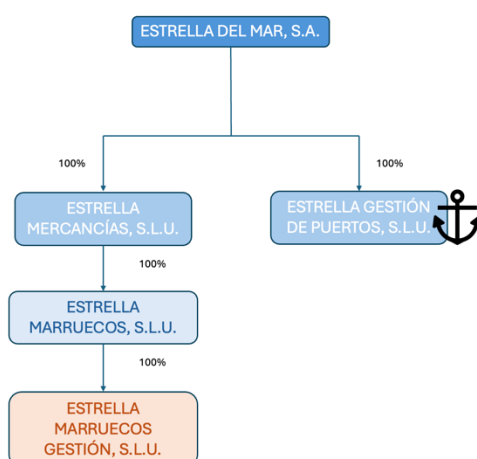 ESTRELLA DEL MAR, S.A.
100%
100%
ESTRELLA
MERCANCÍAS, S.L.U.
ESTRELLA GESTIÓN
DE PUERTOS, S.L.U.
100%
ESTRELLA
MARRUECOS, S.L.U.
100%
ESTRELLA
MARRUECOS
GESTIÓN, S.L.U.